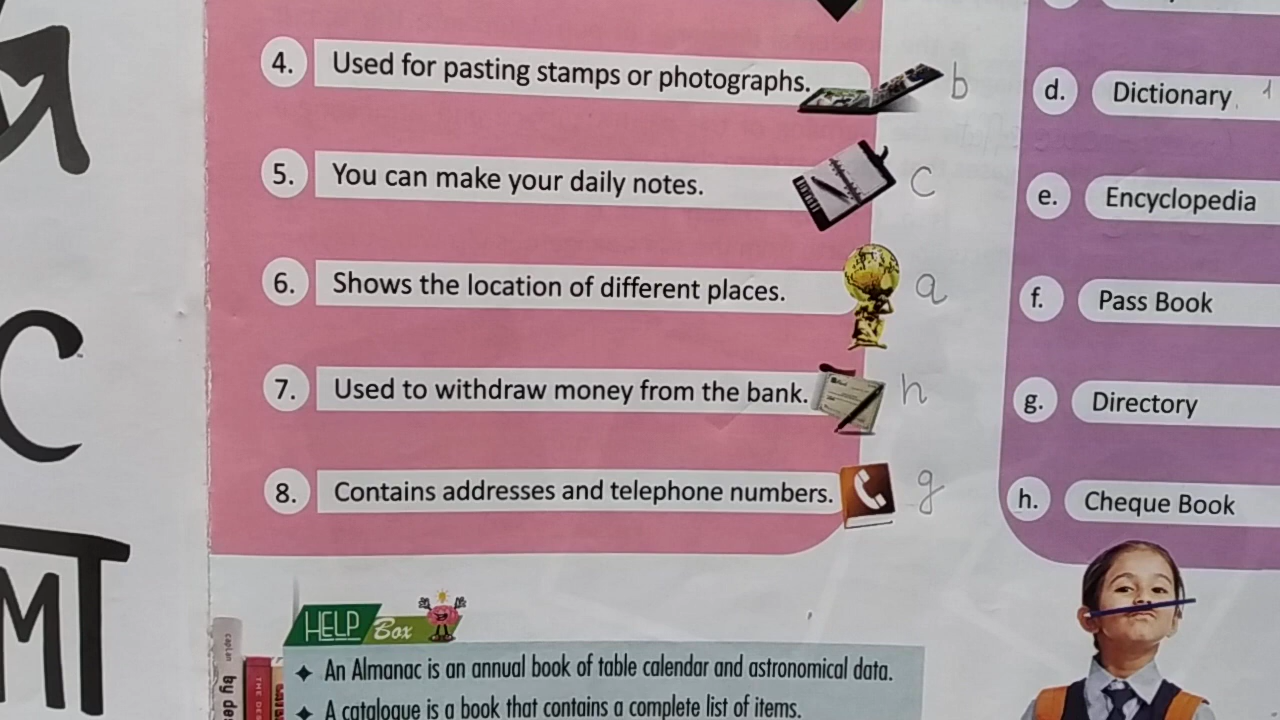 4. Used for pasting stamps or photographs. b
5. You can make your daily notes. c
6. Shows the location of different places. a
7. Used to withdraw money from the bank. h
8. Contains addresses and telephone numbers. g
d. Dictionary
e. Encyclopedia
f. Pass Book
g. Directory
h. Cheque Book
HELP Box
An Almanac is an annual book of table calendar and astronomical data.
A catalogue is a book that contains a complete list of items.